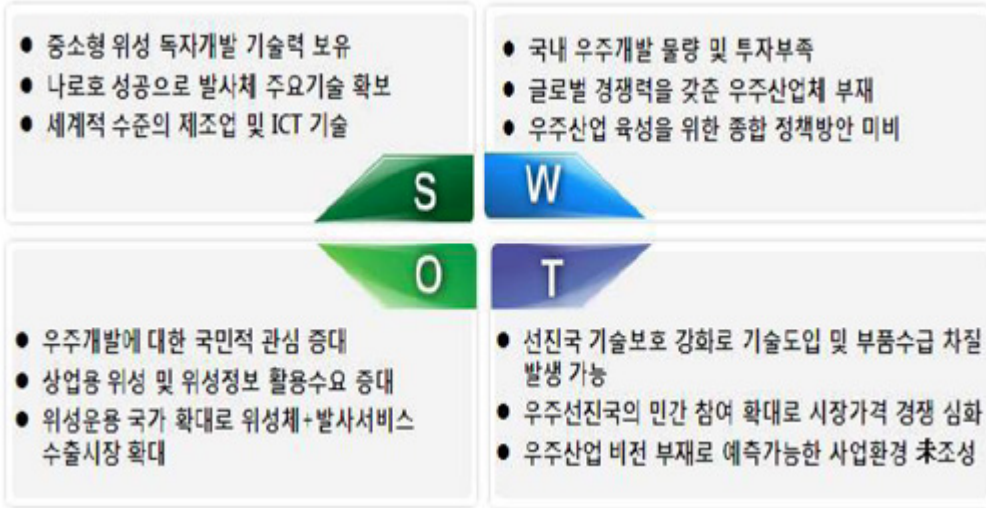 ● 중소형 위성 독자개발 기술력 보유
● 나로호 성공으로 발사체 주요기술 확보
● 세계적 수준의 제조업 및 ICT 기술
S
● 국내 우주개발 물량 및 투자부족
● 글로벌 경쟁력을 갖춘 우주산업체 부재
● 우주산업 육성을 위한 종합 정책방안 미비
W
O
● 우주개발에 대한 국민적 관심 증대
● 상업용 위성 및 위성정보 활용수요 증대
● 위성운용 국가 확대로 위성체+발사서비스
수출시장 확대
T
● 선진국 기술보호 강화로 기술도입 및 부품수급 차질
발생 가능
● 우주선진국의 민간 참여 확대로 시장가격 경쟁 심화
● 우주산업 비전 부재로 예측가능한 사업환경 未조성